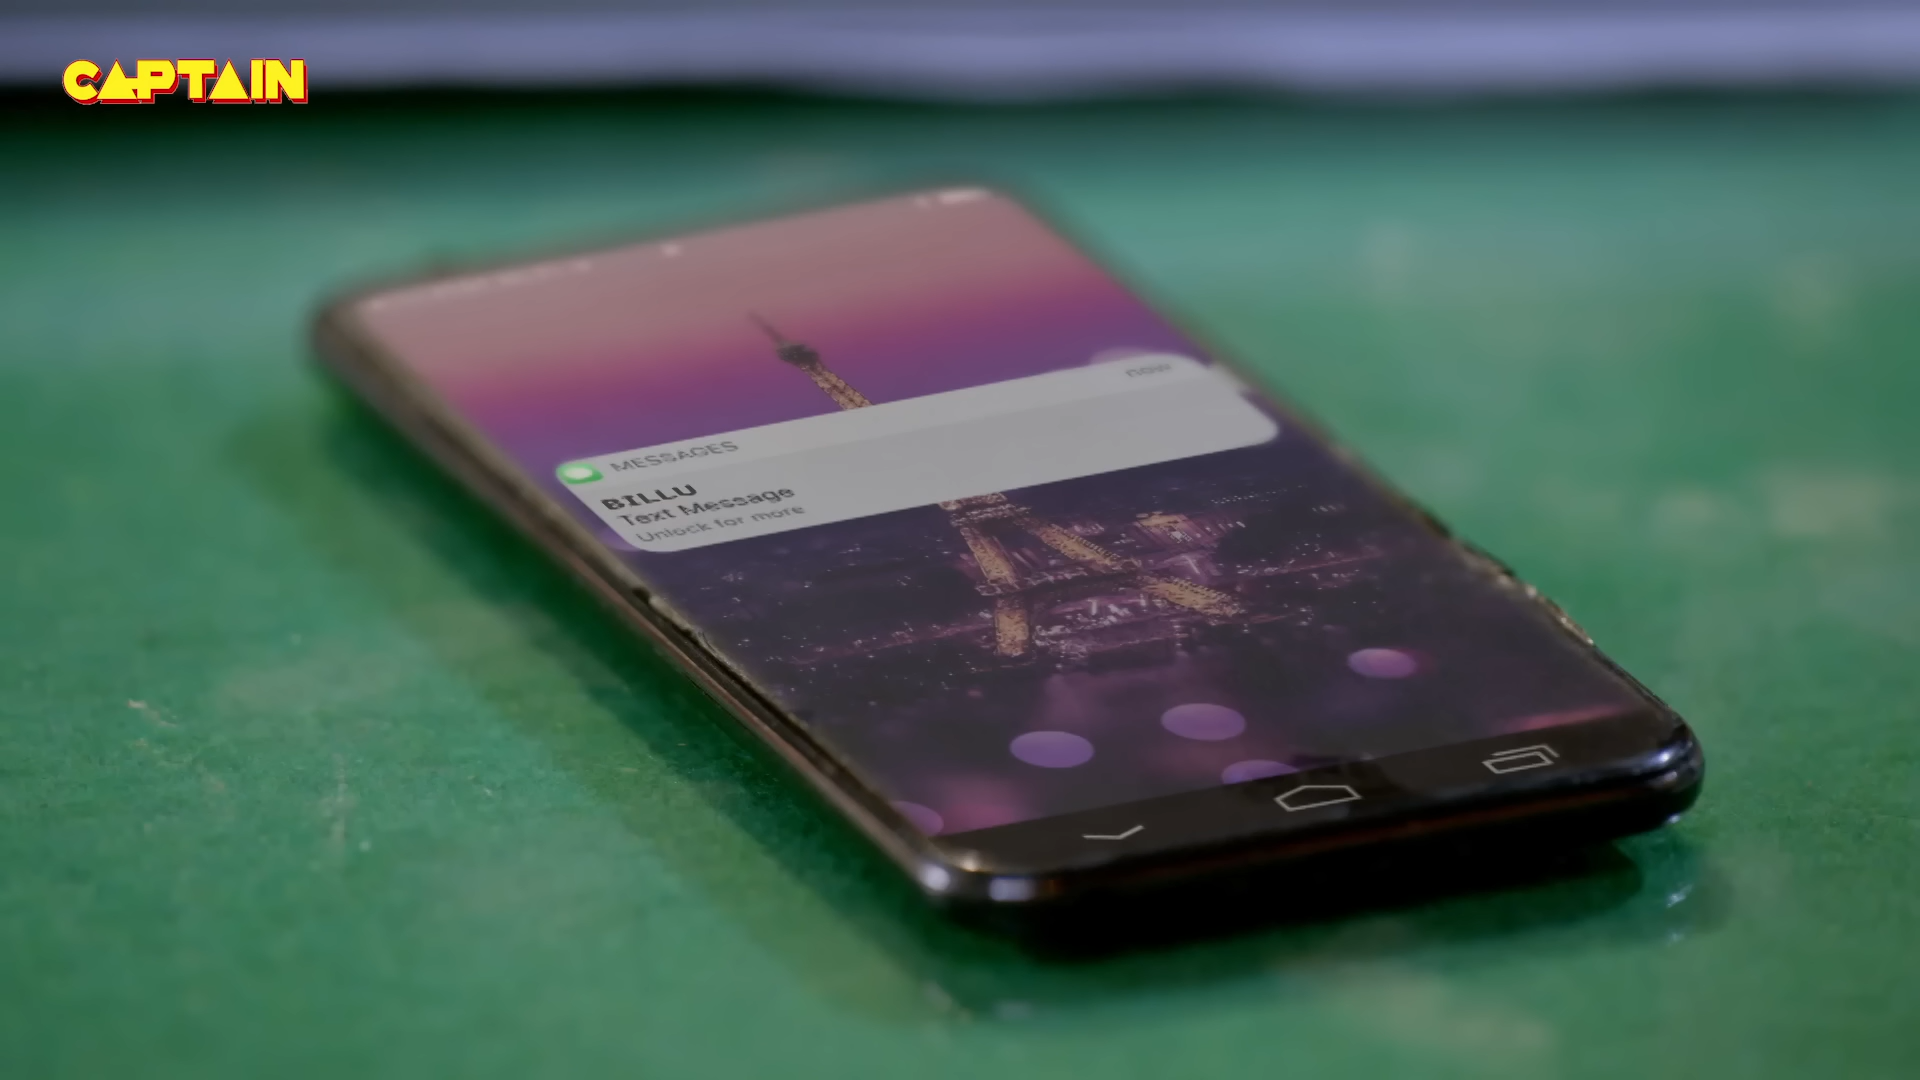 CAPTAIN
now
MESSAGES
BILLU
Text Message
Unlock for more